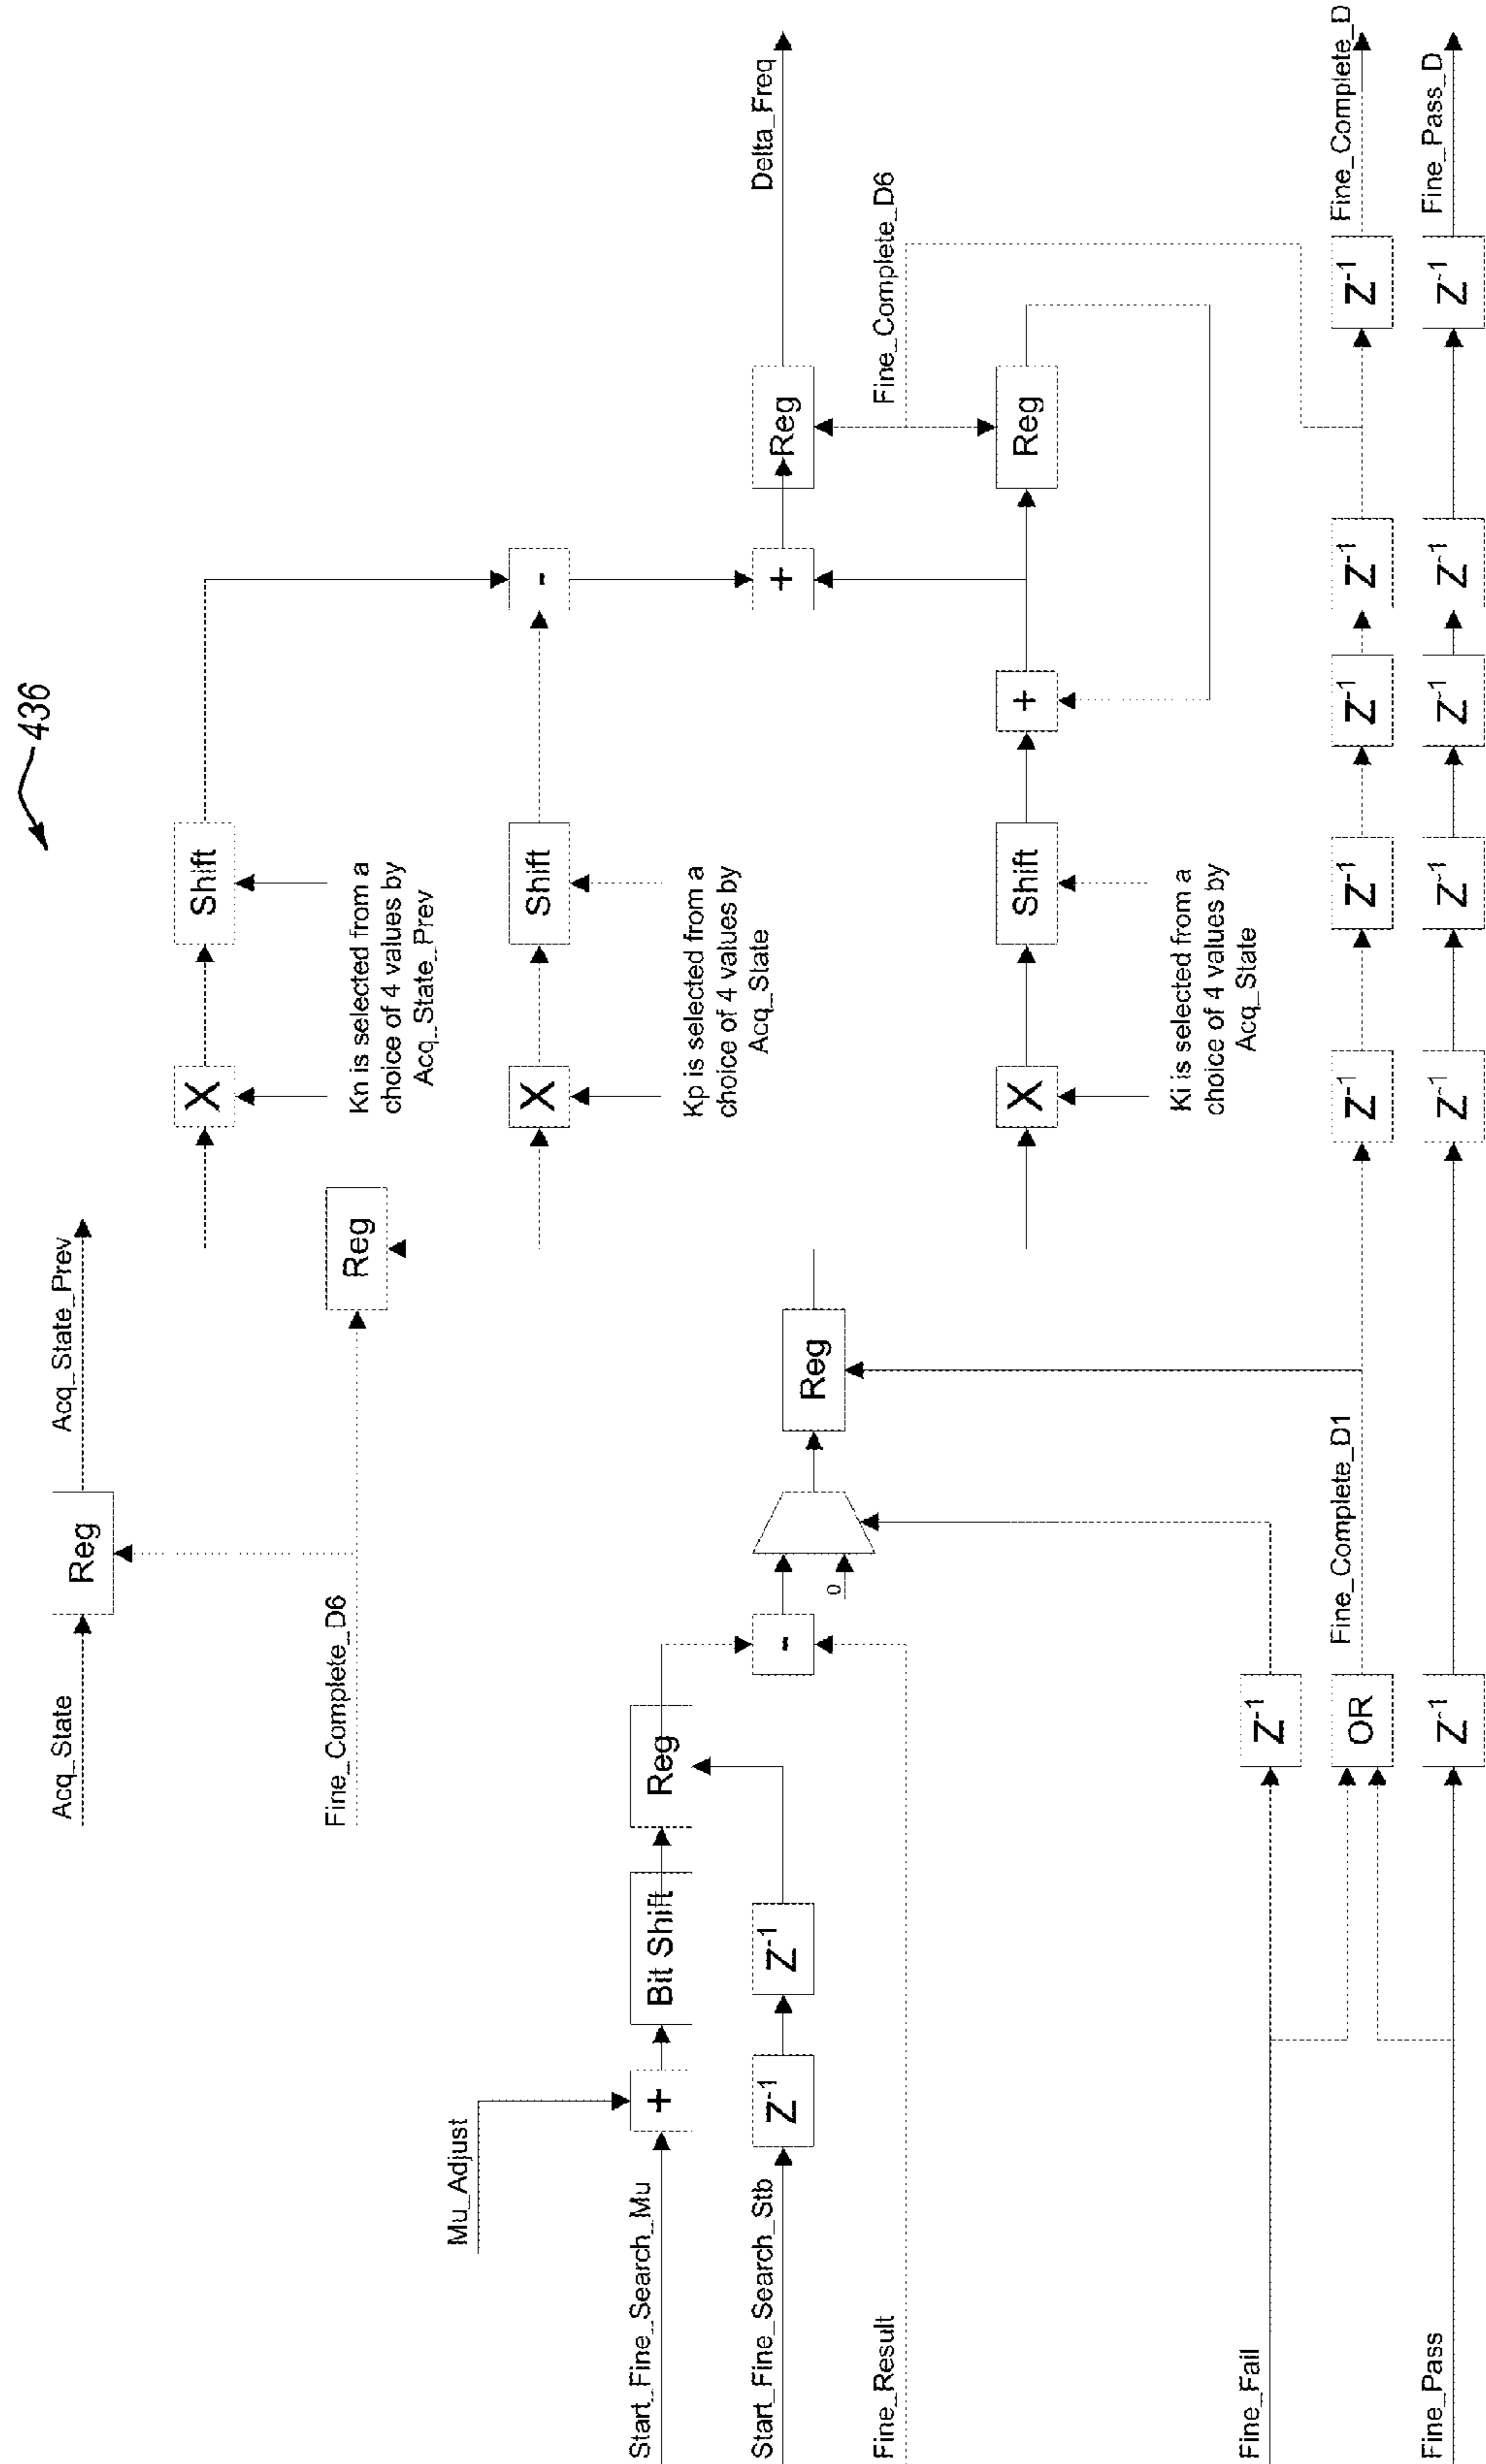 436
Acq_State
Reg
Acq_State_Prev
Fine_Complete_D6
Reg
X
Shift
Kn is selected from a
choice of 4 values by
Acq_State_Prev
Mu_Adjust
X
Shift
-
Kp is selected from a
choice of 4 values by
Acq_State
Start_Fine_Search_Mu
+
Bit Shift
Reg
Start_Fine_Search_Stb
Z-1
Z-1
-
0
Reg
+
Reg
Delta_Freq
Fine_Result
Fine_Complete_D6
X
Shift
+
Reg
Ki is selected from a
choice of 4 values by
Acq_State
Fine_Fail
Z-1
OR
Fine_Complete_D1
Z-1
Z-1
Z-1
Z-1
Z-1
Fine_Complete_D
Fine_Pass
Z-1
Z-1
Z-1
Z-1
Z-1
Z-1
Fine_Pass_D